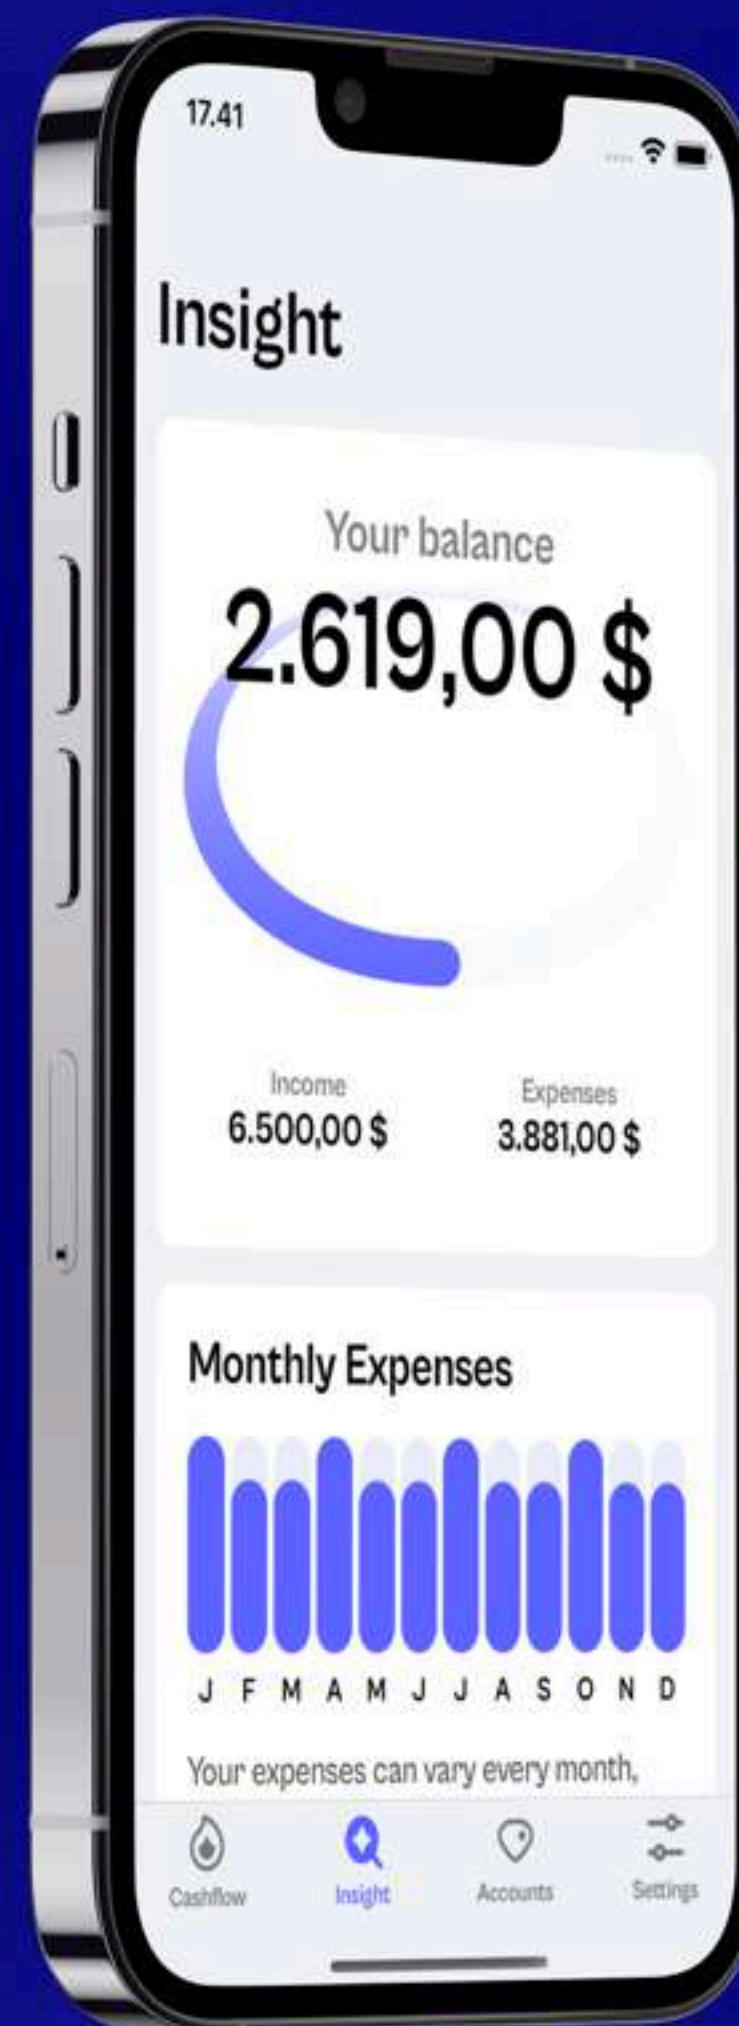 17.41
Insight
Your balance
2.619,00 $
Income
6.500,00 $
Expenses
3.881,00 $
Monthly Expenses
J F M A M J J A S O N D
Your expenses can vary every month,
Cashflow
Insight
Accounts
Settings